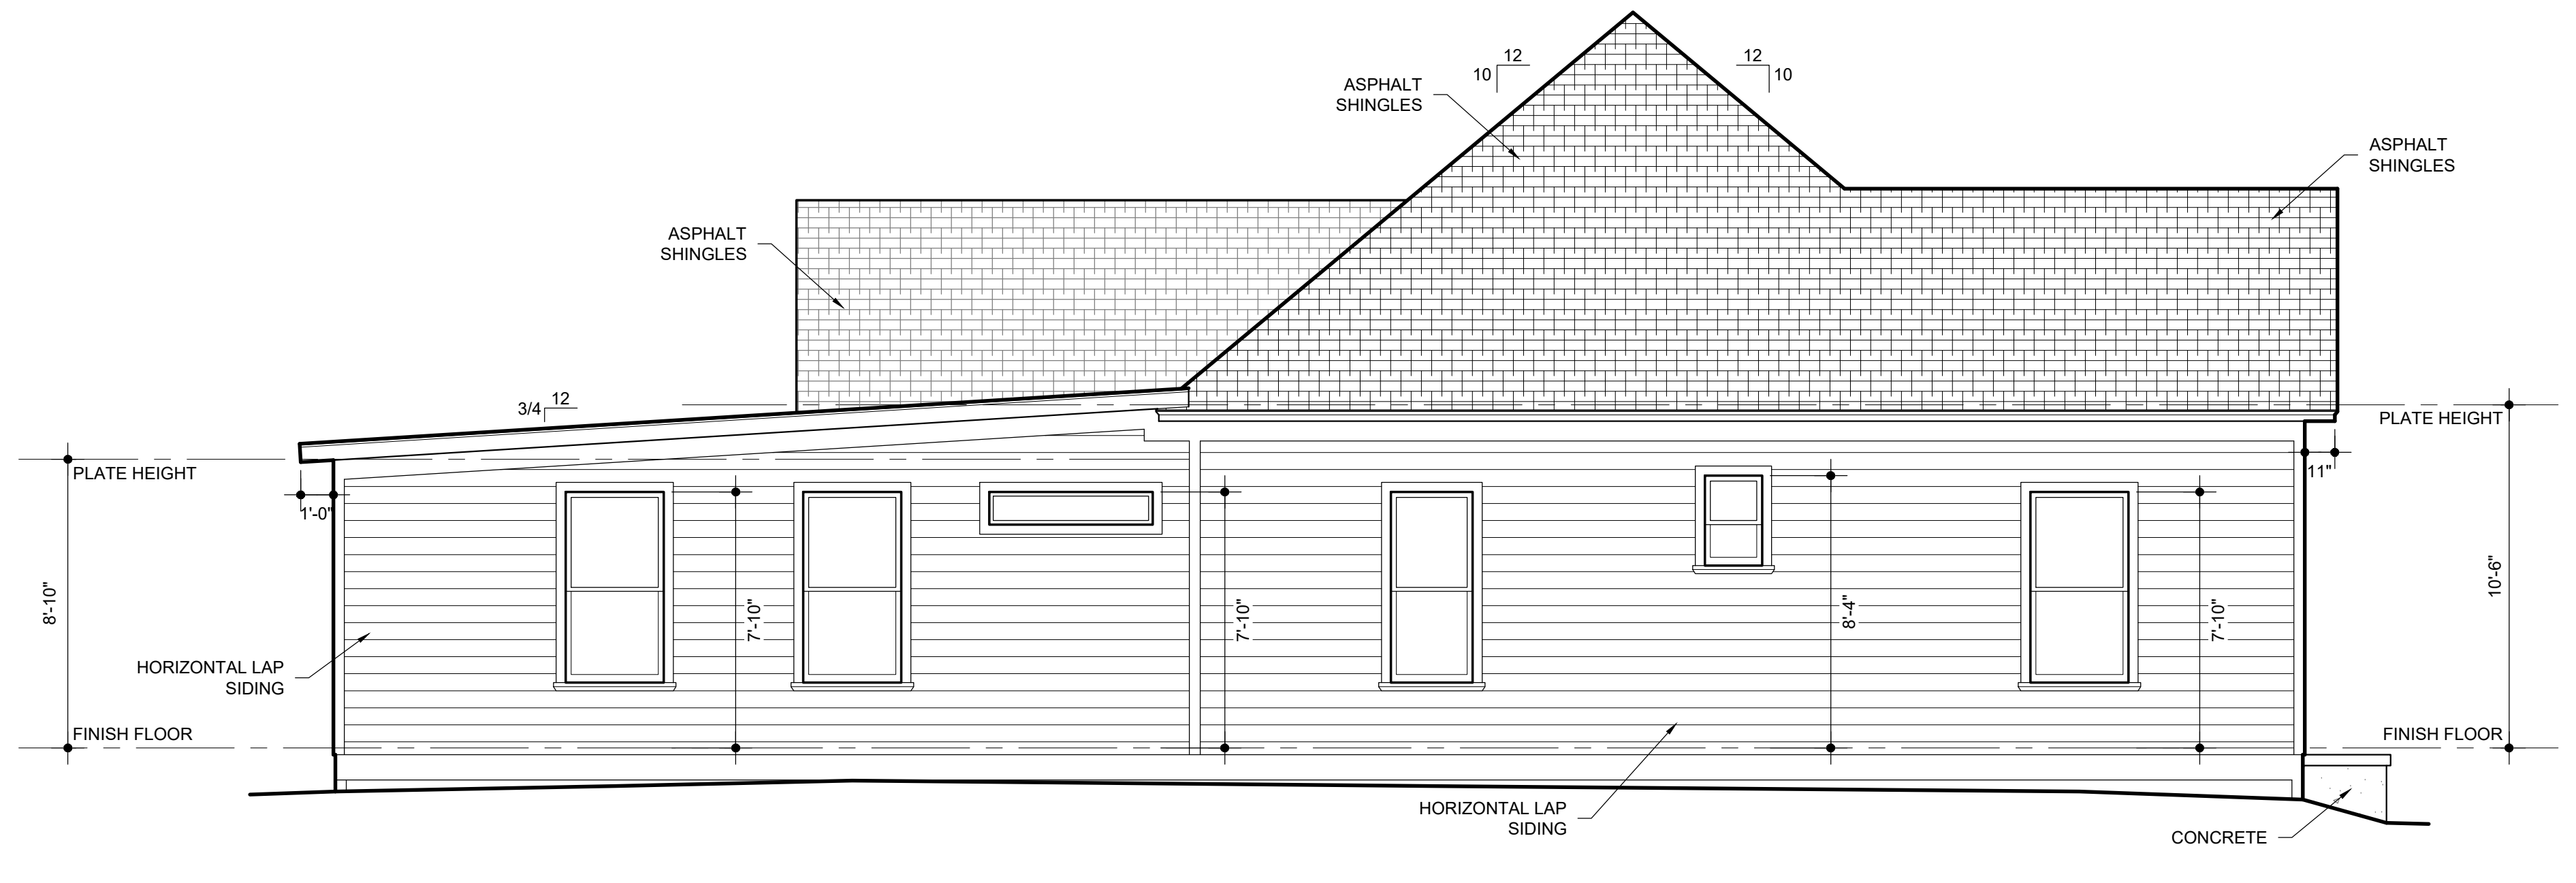 12
10
12
10
ASPHALT
SHINGLES
ASPHALT
SHINGLES
ASPHALT
SHINGLES
12
3/4
PLATE HEIGHT
PLATE HEIGHT
11"
1'-0"
8'-10"
7'-10"
7'-10"
8'-4"
7'-10"
10'-6"
HORIZONTAL LAP
SIDING
FINISH FLOOR
FINISH FLOOR
HORIZONTAL LAP
SIDING
CONCRETE